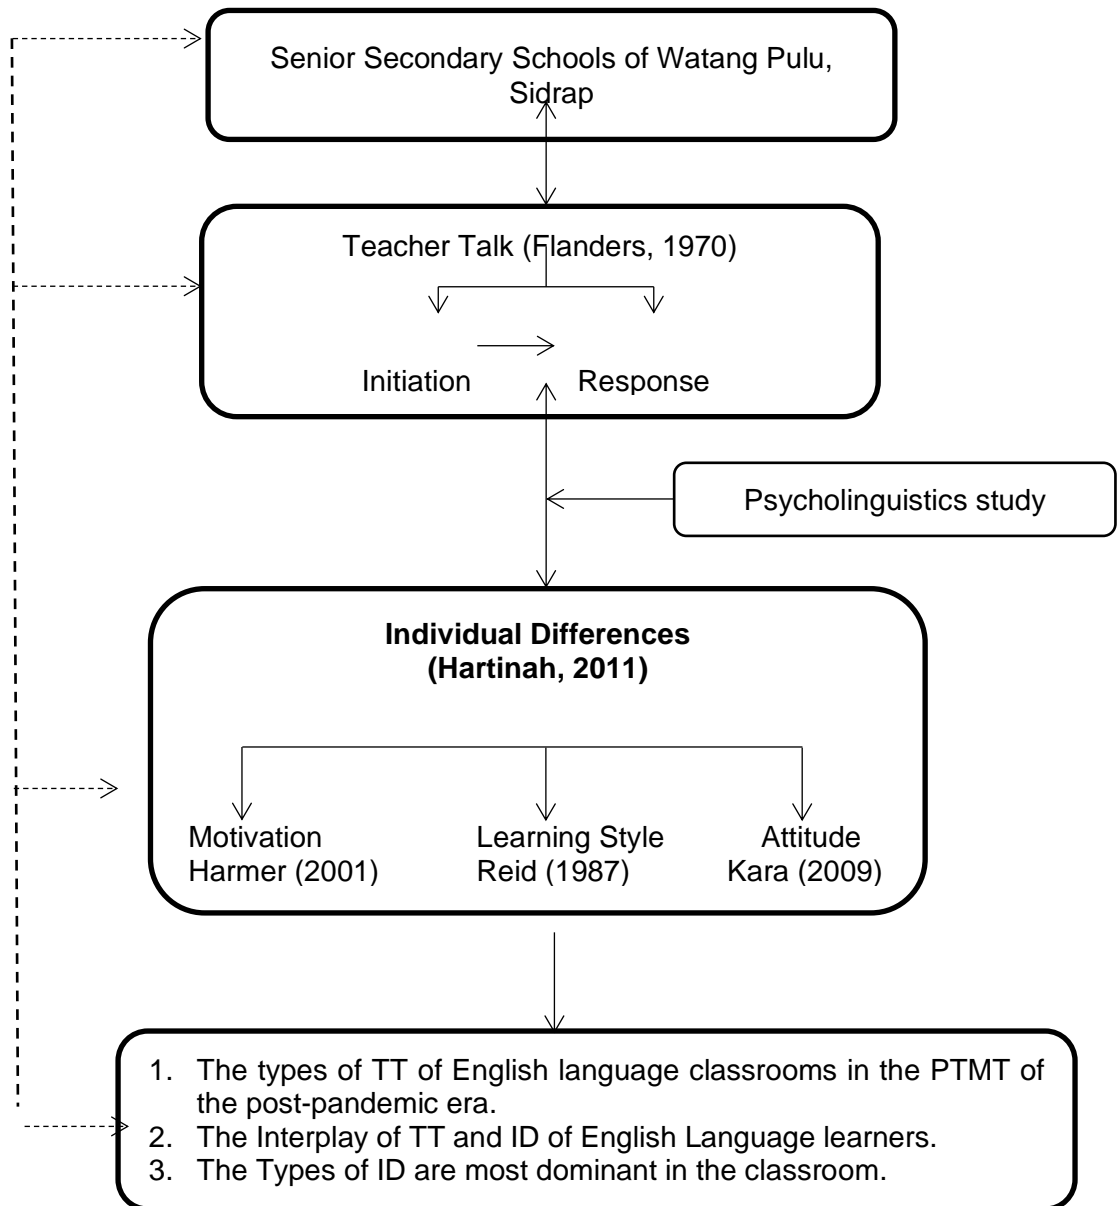 Senior Secondary Schools of Watang Pulu,
Sidrap
Teacher Talk (Flanders, 1970)
Initiation Response
Psycholinguistics study
Individual Differences
(Hartinah, 2011)
Motivation Learning Style Attitude
Harmer (2001) Reid (1987) Kara (2009)
1. The types of TT of English language classrooms in the PTMT of
the post-pandemic era.
2. The Interplay of TT and ID of English Language learners.
3. The Types of ID are most dominant in the classroom.